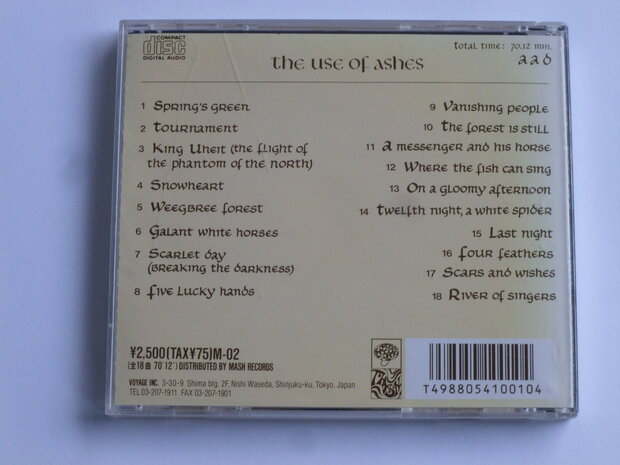 COMPACT
disc
DIGITAL AUDIO
total time: 70.12 min.
the use of ashes
aad
1 Spring's green
2 tournament
3 King Uheit (the flight of
the phantom of the north)
4 Snowheart
5 Weegbree forest
6 Galant white horses
7 Scarlet day
(Breaking the darkness)
8 five lucky hands
9 Vanishing people
10 the forest is still
11 a messenger and his horse
12 Where the fish can sing
13 On a gloomy afternoon
14 twelfth night, a white spider
15 Last night
16 four feathers
17 Scars and wishes
18 River of singers
¥2,500(TAX¥75)M-02
(全18曲 70'12") DISTRIBUTED BY MASH RECORDS
VOYAGE INC. 3-30-9 Shima blg. 2F. Nishi Waseda, Shinjuku-ku, Tokyo, Japan
TEL.03-207-1911 FAX 03-207-1901
T4988054100104